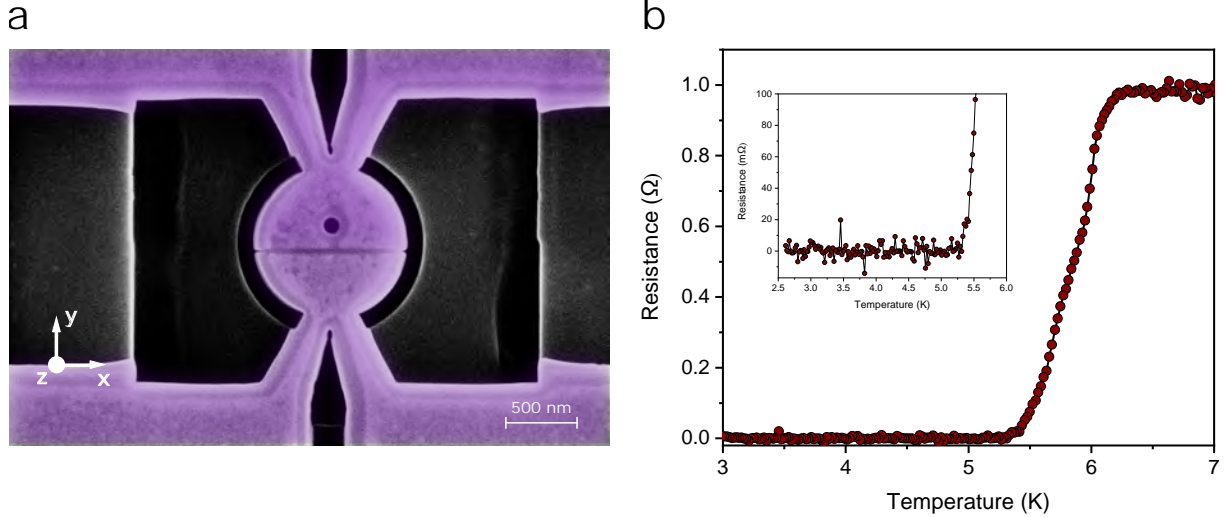 a
y
z
x
500 nm
b
1.0
0.8
0.6
0.4
0.2
0.0
Resistance (Ω)
3
4
5
6
7
Temperature (K)
100
80
60
40
20
0
Resistance (mΩ)
2.5
3.0
3.5
4.0
4.5
5.0
5.5
6.0
Temperature (K)